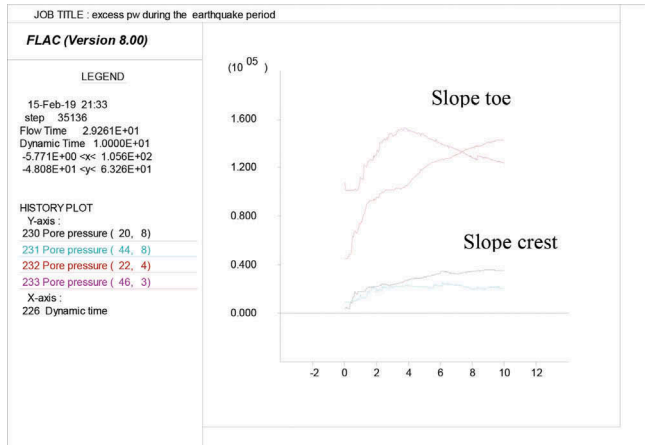 JOB TITLE : excess pw during the earthquake period
FLAC (Version 8.00)
LEGEND
15-Feb-19 21:33
step 35136
Flow Time 2.9261E+01
Dynamic Time 1.0000E+01
-5.771E+00 <x< 1.056E+02
-4.808E+01 <y< 6.326E+01
HISTORY PLOT
Y-axis :
230 Pore pressure ( 20, 8)
231 Pore pressure ( 44, 8)
232 Pore pressure ( 22, 4)
233 Pore pressure ( 46, 3)
X-axis :
226 Dynamic time
(10 05 )
Slope toe
1.600
1.200
0.800
Slope crest
0.400
0.000
-2 0 2 4 6 8 10 12